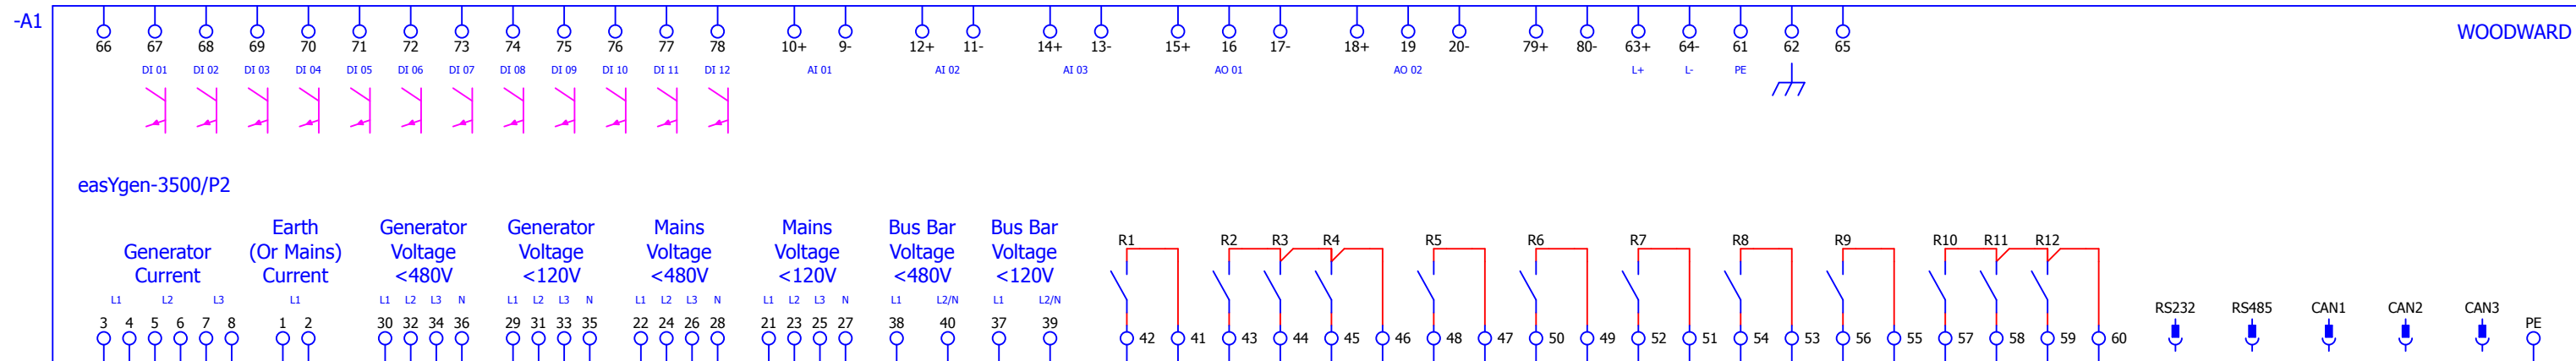 -A1
WOODWARD
66 67 68 69 70 71 72 73 74 75 76 77 78 10+ 9- 12+ 11- 14+ 13- 15+ 16 17- 18+ 19 20- 79+ 80- 63+ 64- 61 62 65
DI 01 DI 02 DI 03 DI 04 DI 05 DI 06 DI 07 DI 08 DI 09 DI 10 DI 11 DI 12 AI 01 AI 02 AI 03 AO 01 AO 02 L+ L- PE
easYgen-3500/P2
Generator
Current
Earth
(Or Mains)
Current
Generator
Voltage
<480V
Generator
Voltage
<120V
Mains
Voltage
<480V
Mains
Voltage
<120V
Bus Bar
Voltage
<480V
Bus Bar
Voltage
<120V
R1 R2 R3 R4 R5 R6 R7 R8 R9 R10 R11 R12
L1 L2 L3 L1 L1 L2 L3 N L1 L2 L3 N L1 L2 L3 N L1 L2 L3 N L1 L2/N L1 L2/N
RS232 RS485 CAN1 CAN2 CAN3 PE
3 4 5 6 7 8 1 2 30 32 34 36 29 31 33 35 22 24 26 28 21 23 25 27 38 40 37 39
42 41 43 44 45 46 48 47 50 49 52 51 54 53 56 55 57 58 59 60